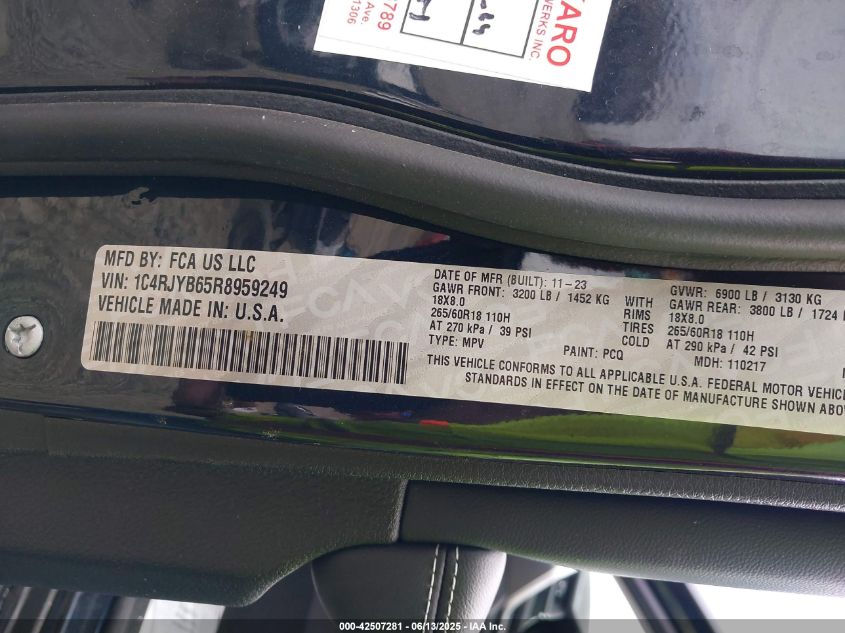 789
Ave.
1306
TARO
WERKS INC.
MFD BY: FCA US LLC
VIN: 1C4RJYB65R8959249
VEHICLE MADE IN: U.S.A.
DATE OF MFR (BUILT): 11-23
GAWR FRONT: 3200 LB / 1452 KG
18X8.0
265/60R18 110H
AT 270 kPa / 39 PSI
TYPE: MPV
WITH
RIMS
TIRES
COLD
GVWR: 6900 LB / 3130 KG
GAWR REAR: 3800 LB / 1724
18X8.0
265/60R18 110H
AT 290 kPa / 42 PSI
PAINT: PCQ
MDH: 110217
THIS VEHICLE CONFORMS TO ALL APPLICABLE U.S.A. FEDERAL MOTOR VEHIC
STANDARDS IN EFFECT ON THE DATE OF MANUFACTURE SHOWN ABO
000-42507281 - 06/13/2025 - IAA Inc.